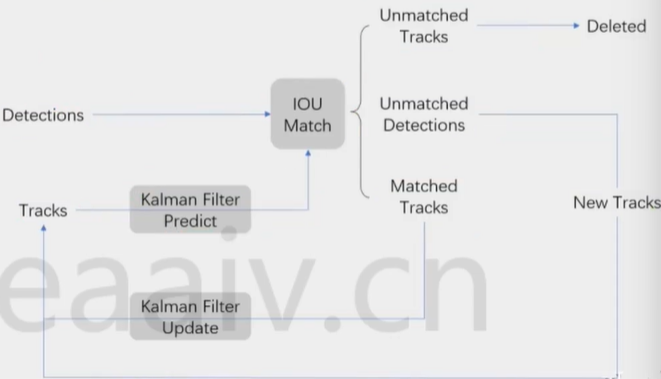 Unmatched
Tracks
Deleted
Detections
IOU
Match
Unmatched
Detections
Tracks
Kalman Filter
Predict
Matched
Tracks
New Tracks
Kalman Filter
Update
eaaiv.cn